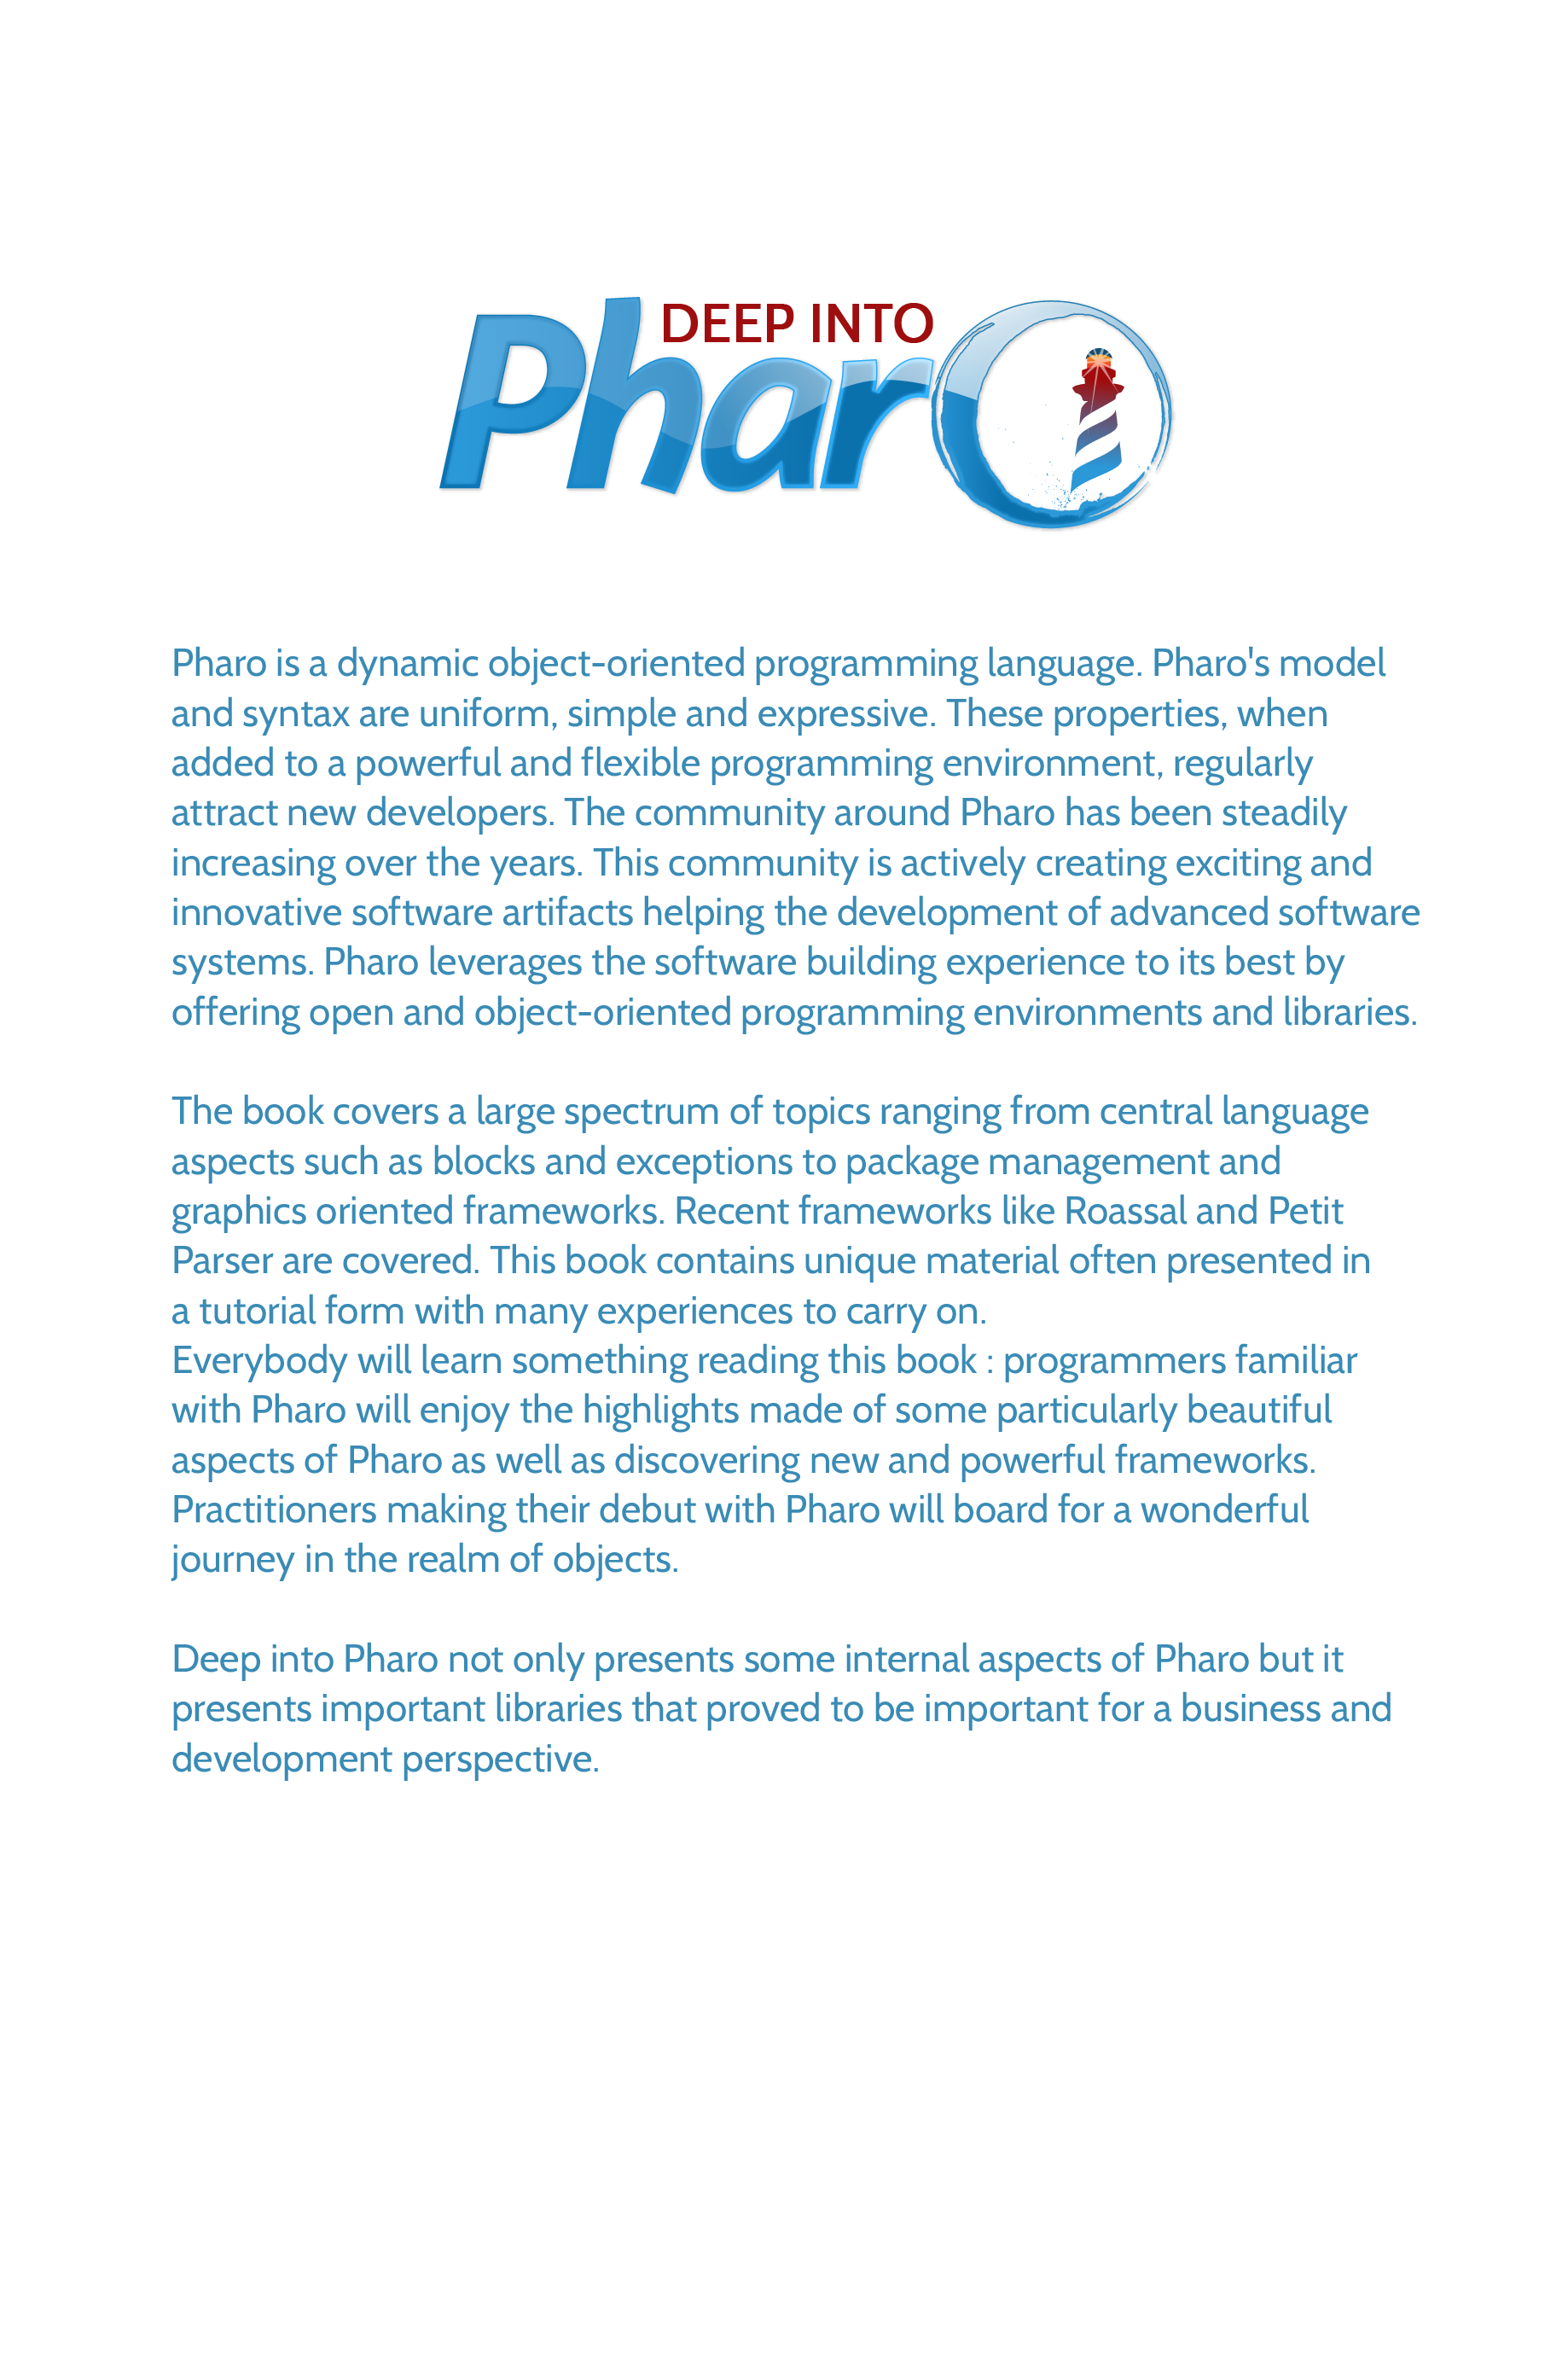 DEEP INTO
Pharo
Pharo is a dynamic object-oriented programming language. Pharo's model
and syntax are uniform, simple and expressive. These properties, when
added to a powerful and flexible programming environment, regularly
attract new developers. The community around Pharo has been steadily
increasing over the years. This community is actively creating exciting and
innovative software artifacts helping the development of advanced software
systems. Pharo leverages the software building experience to its best by
offering open and object-oriented programming environments and libraries.
The book covers a large spectrum of topics ranging from central language
aspects such as blocks and exceptions to package management and
graphics oriented frameworks. Recent frameworks like Roassal and Petit
Parser are covered. This book contains unique material often presented in
a tutorial form with many experiences to carry on.
Everybody will learn something reading this book : programmers familiar
with Pharo will enjoy the highlights made of some particularly beautiful
aspects of Pharo as well as discovering new and powerful frameworks.
Practitioners making their debut with Pharo will board for a wonderful
journey in the realm of objects.
Deep into Pharo not only presents some internal aspects of Pharo but it
presents important libraries that proved to be important for a business and
development perspective.